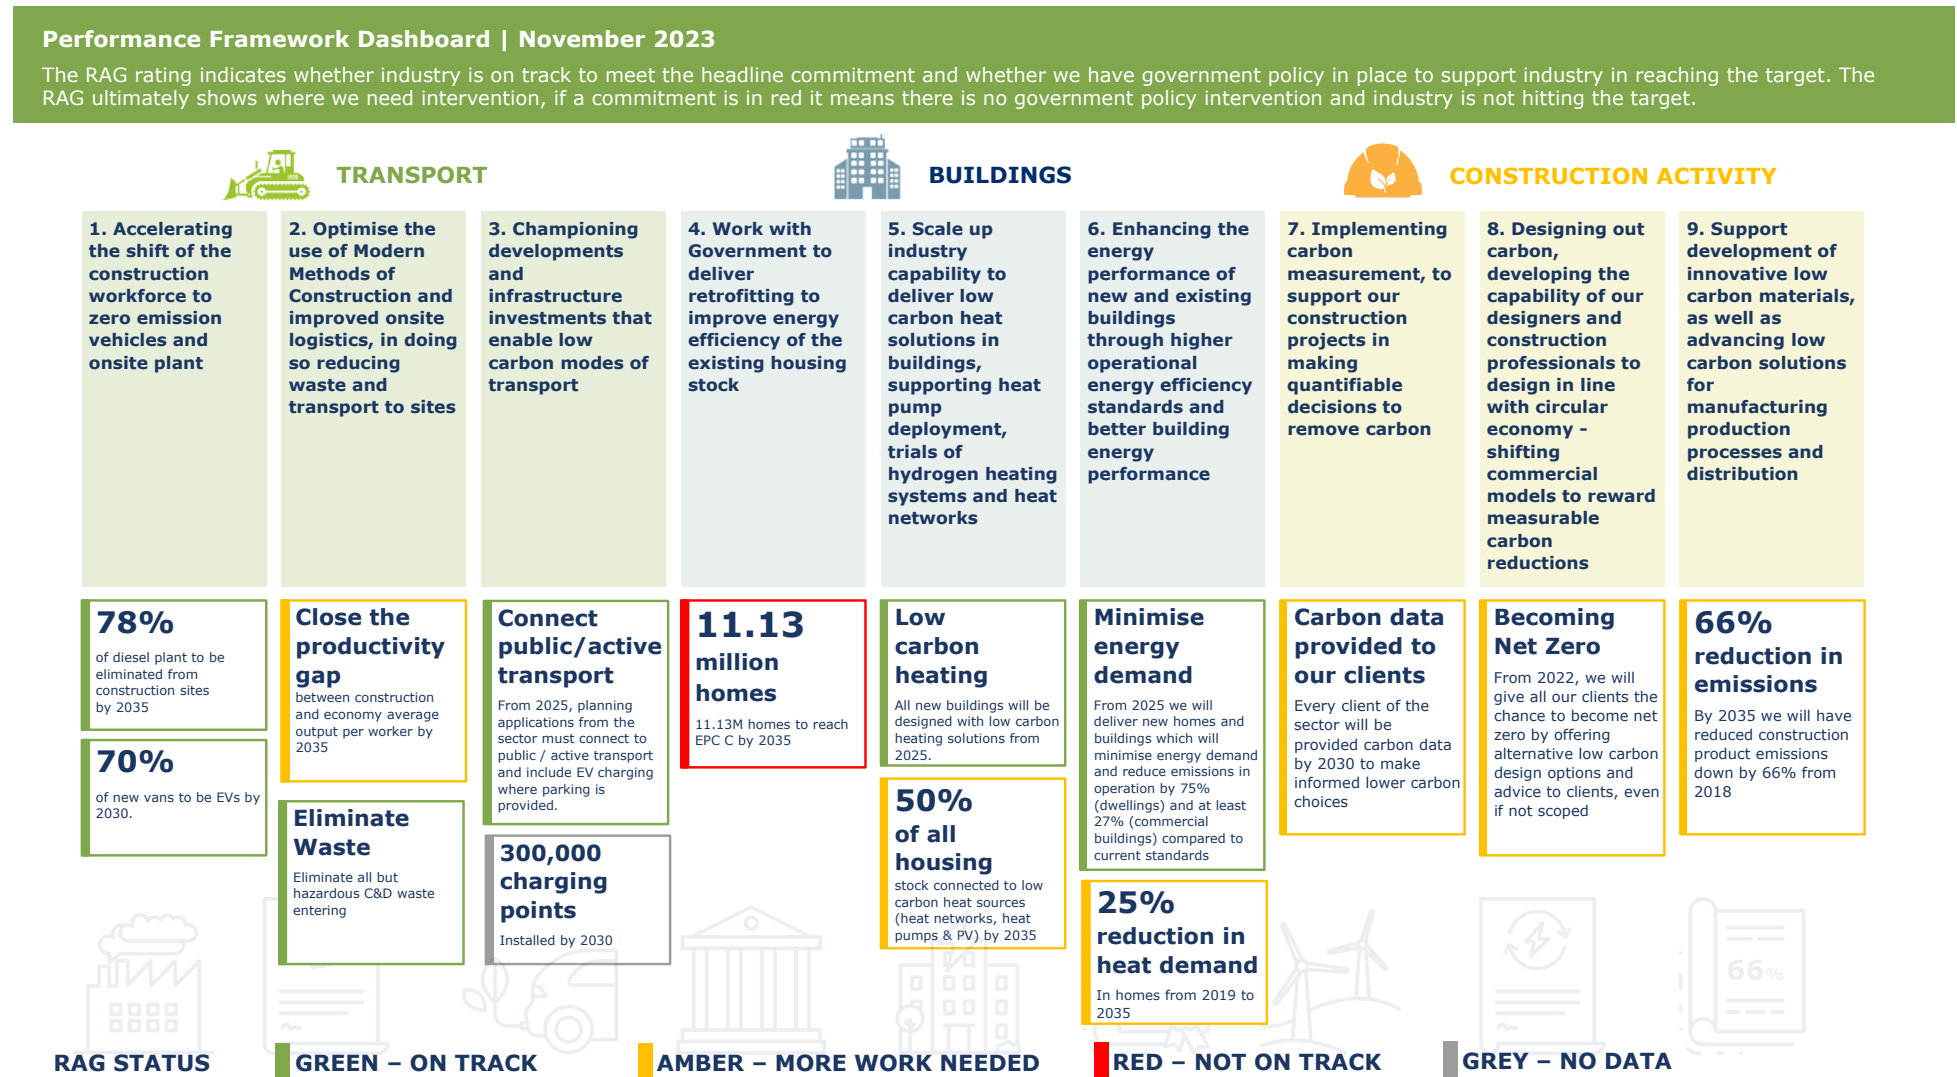 Performance Framework Dashboard | November 2023
The RAG rating indicates whether industry is on track to meet the headline commitment and whether we have government policy in place to support industry in reaching the target. The
RAG ultimately shows where we need intervention, if a commitment is in red it means there is no government policy intervention and industry is not hitting the target.
TRANSPORT
BUILDINGS
CONSTRUCTION ACTIVITY
1. Accelerating
the shift of the
construction
workforce to
zero emission
vehicles and
onsite plant
2. Optimise the
use of Modern
Methods of
Construction and
improved onsite
logistics, in doing
so reducing
waste and
transport to sites
3. Championing
developments
and
infrastructure
investments that
enable low
carbon modes of
transport
4. Work with
Government to
deliver
retrofitting to
improve energy
efficiency of the
existing housing
stock
5. Scale up
industry
capability to
deliver low
carbon heat
solutions in
buildings,
supporting heat
pump
deployment,
trials of
hydrogen heating
systems and heat
networks
6. Enhancing the
energy
performance of
new and existing
buildings
through higher
operational
energy efficiency
standards and
better building
energy
performance
7. Implementing
carbon
measurement, to
support our
construction
projects in
making
quantifiable
decisions to
remove carbon
8. Designing out
carbon,
developing the
capability of our
designers and
construction
professionals to
design in line
with circular
economy -
shifting
commercial
models to reward
measurable
carbon
reductions
9. Support
development of
innovative low
carbon materials,
as well as
advancing low
carbon solutions
for
manufacturing
production
processes and
distribution
78%
of diesel plant to be
eliminated from
construction sites
by 2035
70%
of new vans to be EVs by
2030.
Close the
productivity
gap
between construction
and economy average
output per worker by
2035
Eliminate
Waste
Eliminate all but
hazardous C&D waste
entering
Connect
public/active
transport
From 2025, planning
applications from the
sector must connect to
public / active transport
and include EV charging
where parking is
provided.
300,000
charging
points
Installed by 2030
11.13
million
homes
11.13M homes to reach
EPC C by 2035
Low
carbon
heating
All new buildings will be
designed with low carbon
heating solutions from
2025.
50%
of all
housing
stock connected to low
carbon heat sources
(heat networks, heat
pumps & PV) by 2035
Minimise
energy
demand
From 2025 we will
deliver new homes and
buildings which will
minimise energy demand
and reduce emissions in
operation by 75%
(dwellings) and at least
27% (commercial
buildings) compared to
current standards
25%
reduction in
heat demand
In homes from 2019 to
2035
Carbon data
provided to
our clients
Every client of the
sector will be
provided carbon data
by 2030 to make
informed lower carbon
choices
Becoming
Net Zero
From 2022, we will
give all our clients the
chance to become net
zero by offering
alternative low carbon
design options and
advice to clients, even
if not scoped
66%
reduction in
emissions
By 2035 we will have
reduced construction
product emissions
down by 66% from
2018
66%
RAG STATUS
GREEN – ON TRACK
AMBER – MORE WORK NEEDED
RED – NOT ON TRACK
GREY – NO DATA